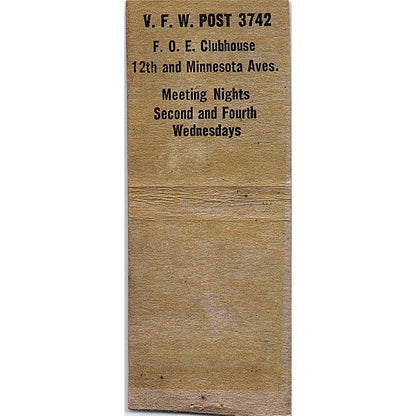 V. F. W. POST 3742
F. O. E. Clubhouse
12th and Minnesota Aves.
Meeting Nights
Second and Fourth
Wednesdays